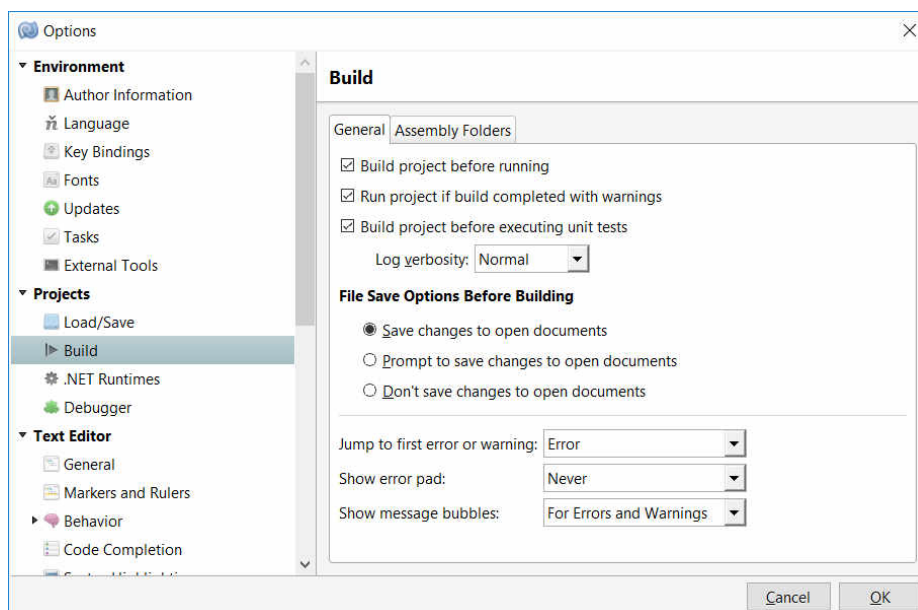 Options
Environment
Author Information
Language
Key Bindings
Fonts
Updates
Tasks
External Tools
Projects
Load/Save
Build
.NET Runtimes
Debugger
Text Editor
General
Markers and Rulers
Behavior
Code Completion
Build
General Assembly Folders
Build project before running
Run project if build completed with warnings
Build project before executing unit tests
Log verbosity: Normal
File Save Options Before Building
Save changes to open documents
Prompt to save changes to open documents
Don't save changes to open documents
Jump to first error or warning: Error
Show error pad: Never
Show message bubbles: For Errors and Warnings
Cancel OK